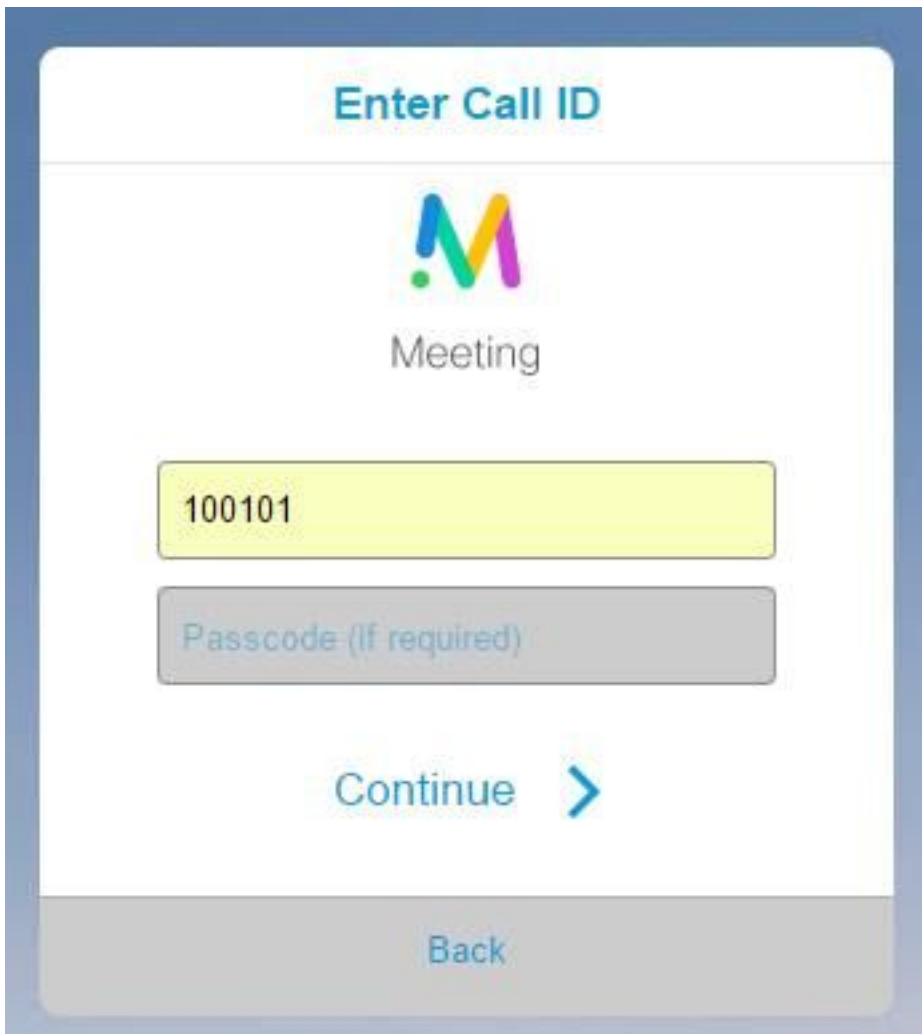 Enter Call ID
Meeting
100101
Passcode (if required)
Continue
Back